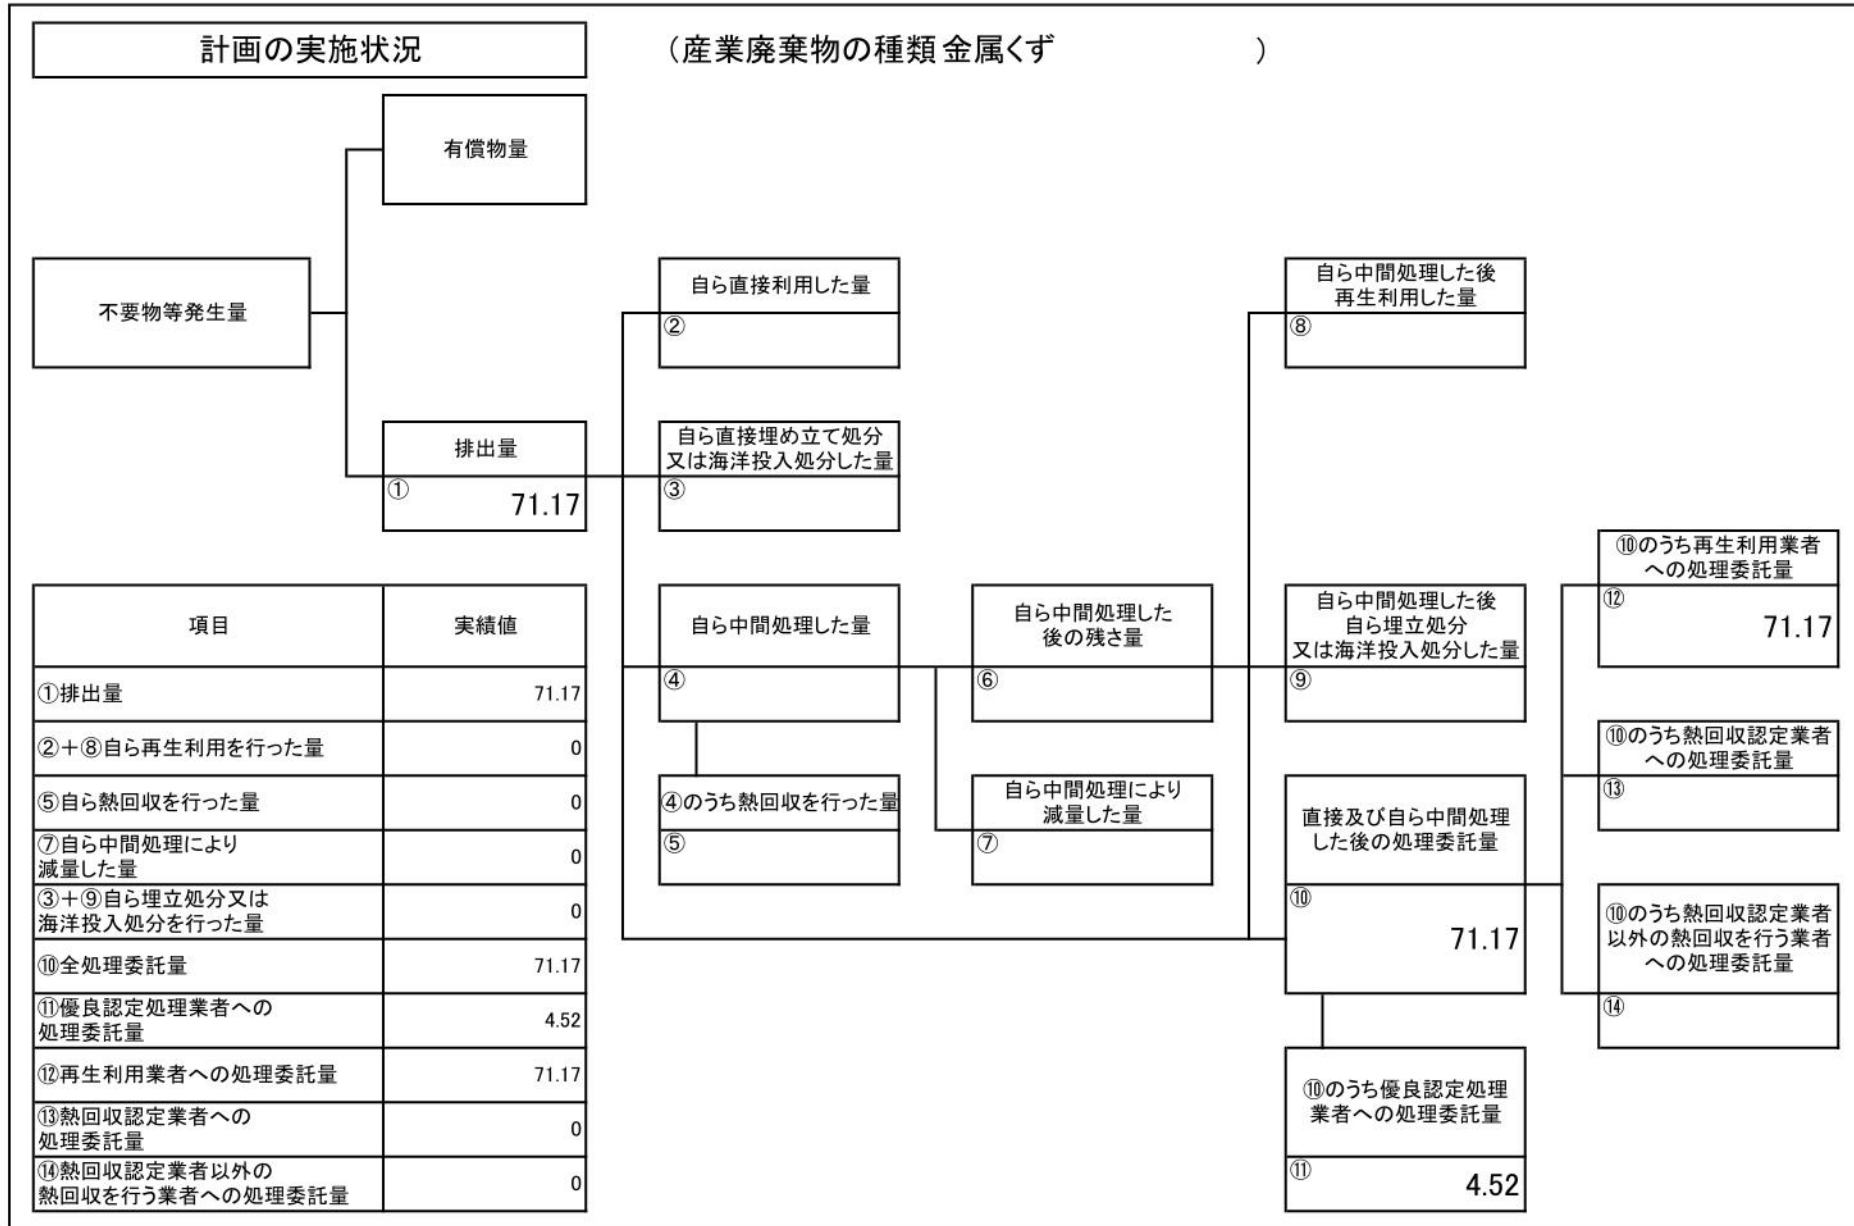 計画の実施状況
（産業廃棄物の種類 金属くず　　　　　　）
有償物量
不要物等発生量
自ら直接利用した量
②
自ら中間処理した後
再生利用した量
⑧
排出量
①
71.17
自ら直接埋め立て処分
又は海洋投入処分した量
③
⑩のうち再生利用業者
への処理委託量
⑫
71.17
自ら中間処理した量
④
自ら中間処理した
後の残さ量
⑥
自ら中間処理した後
自ら埋立処分
又は海洋投入処分した量
⑨
⑩のうち熱回収認定業者
への処理委託量
⑬
④のうち熱回収を行った量
⑤
自ら中間処理により
減量した量
⑦
直接及び自ら中間処理
した後の処理委託量
⑩
71.17
⑩のうち熱回収認定業者
以外の熱回収を行う業者
への処理委託量
⑭
⑩のうち優良認定処理
業者への処理委託量
⑪
4.52
項目 実績値
①排出量 71.17
②＋⑧自ら再生利用を行った量 0
⑤自ら熱回収を行った量 0
⑦自ら中間処理により
減量した量 0
③＋⑨自ら埋立処分又は
海洋投入処分を行った量 0
⑩全処理委託量 71.17
⑪優良認定処理業者への
処理委託量 4.52
⑫再生利用業者への処理委託量 71.17
⑬熱回収認定業者への
処理委託量 0
⑭熱回収認定業者以外の
熱回収を行う業者への処理委託量 0